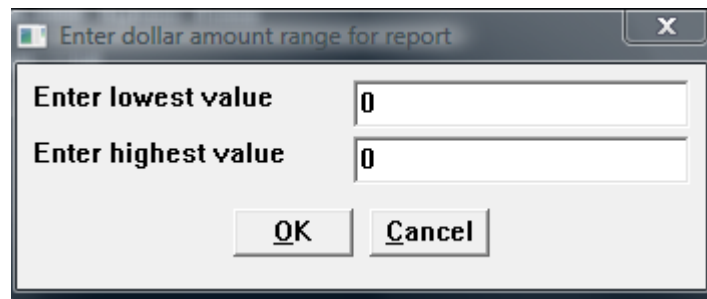 Enter dollar amount range for report
X
Enter lowest value 0
Enter highest value 0
OK Cancel